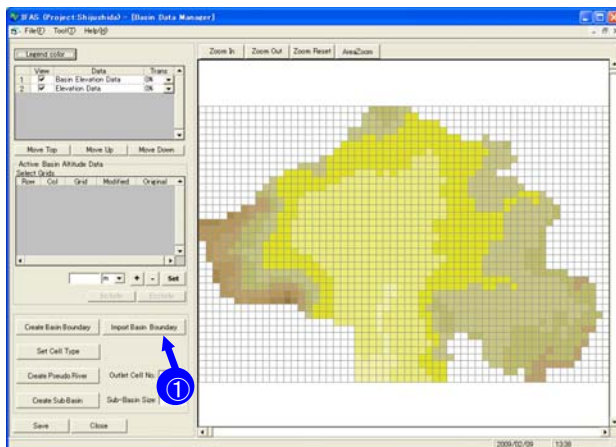 IFAS (Project:Shijushida) - [Basin Data Manager]
File(F) Tool(T) Help(H)
Legend color
Zoom In Zoom Out Zoom Reset AreaZoom
View Data Trans
1 Basin Elevation Data 0%
2 Elevation Data 0%
Move Top Move Up Move Down
Active: Basin Altitude Data
Select Grids
Row Col Grid Modified Original
m + - Set
Include Exclude
Create Basin Boundary Import Basin Boundary
Set Cell Type
Create Pseudo River Outlet Cell No.
Create Sub-Basin Sub-Basin Size
①
Save Close
2009/02/09 13:38